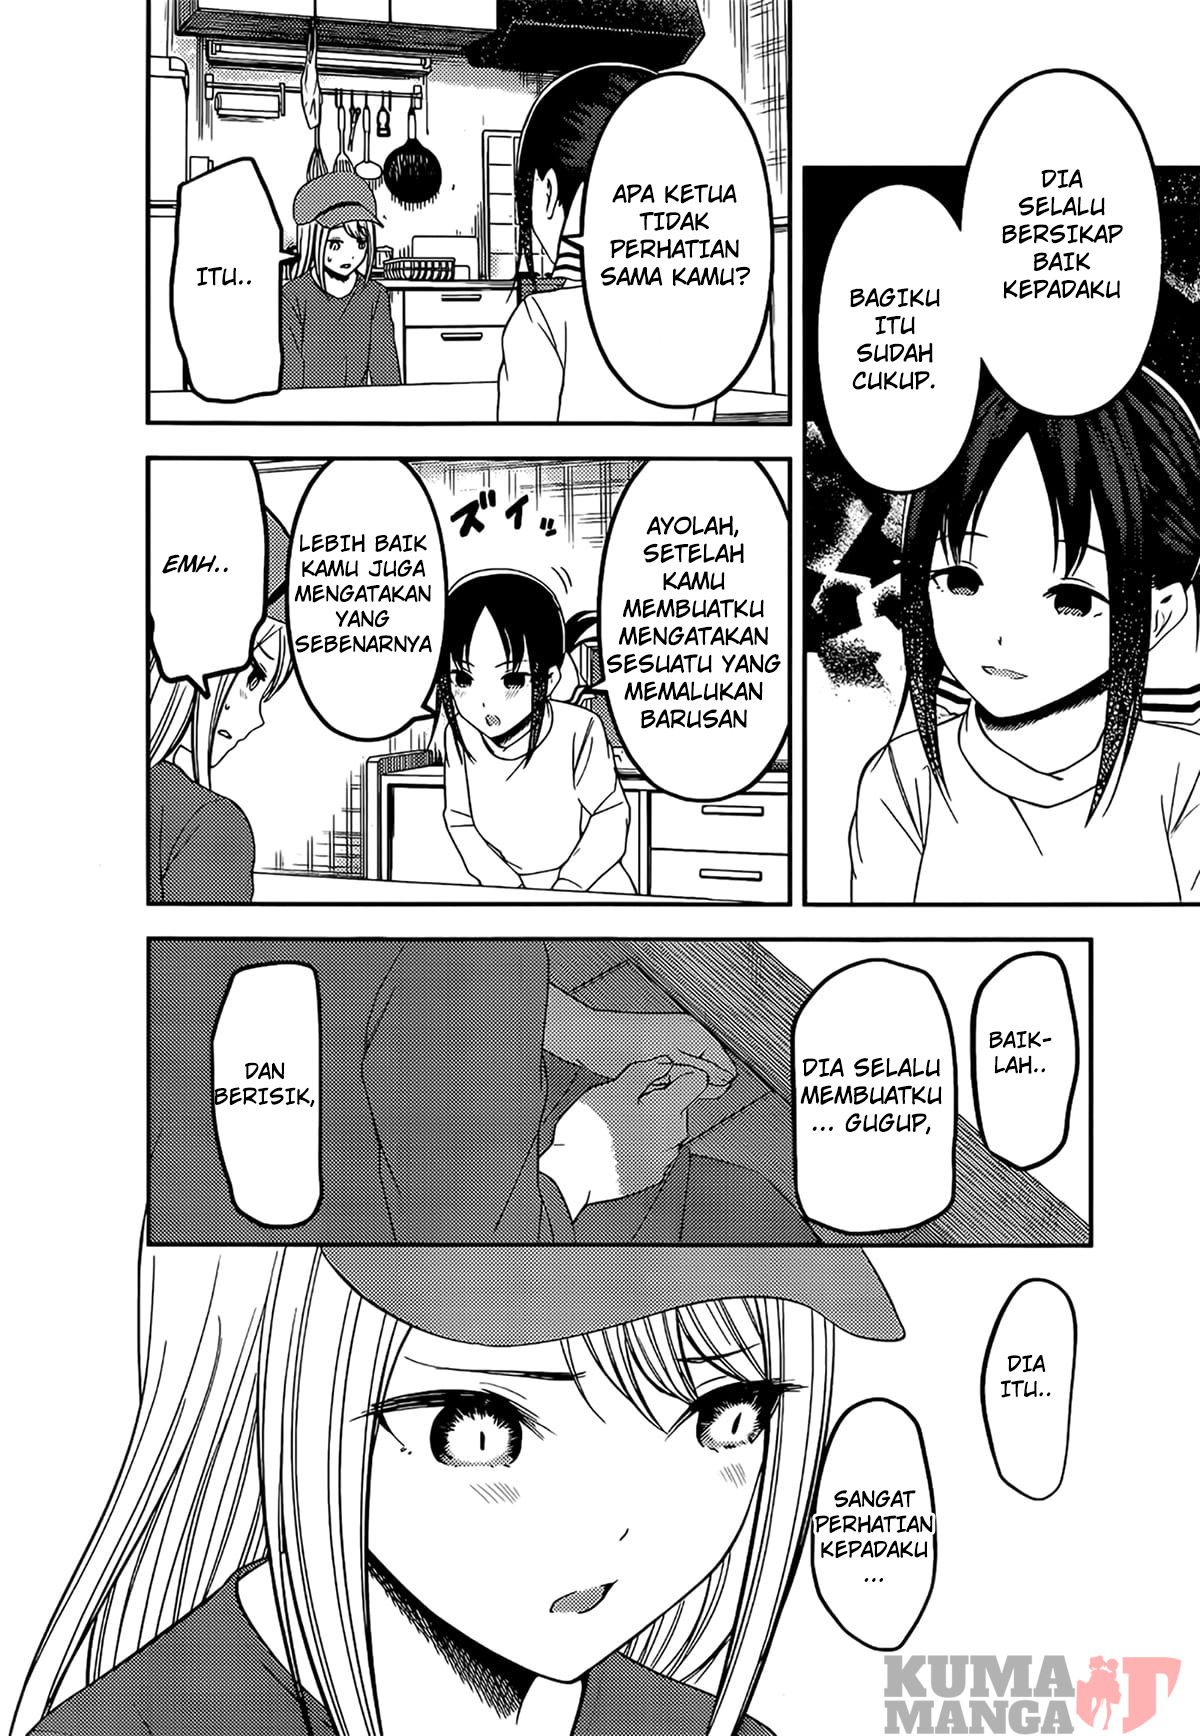 DIA
SELALU
BERSIKAP
BAIK
KEPADAKU
BAGIKU
ITU
SUDAH
CUKUP.
APA KETUA
TIDAK
PERHATIAN
SAMA KAMU?
ITU..
AYOLAH,
SETELAH
KAMU
MEMBUATKU
MENGATAKAN
SESUATU YANG
MEMALUKAN
BARUSAN
ズイッ
LEBIH BAIK
KAMU JUGA
MENGATAKAN
YANG
SEBENARNYA
EMH..
BAIK-
LAH..
DIA SELALU
MEMBUATKU
... GUGUP,
DAN
BERISIK,
DIA
ITU..
SANGAT
PERHATIAN
KEPADAKU
...
KUMA
MANGA